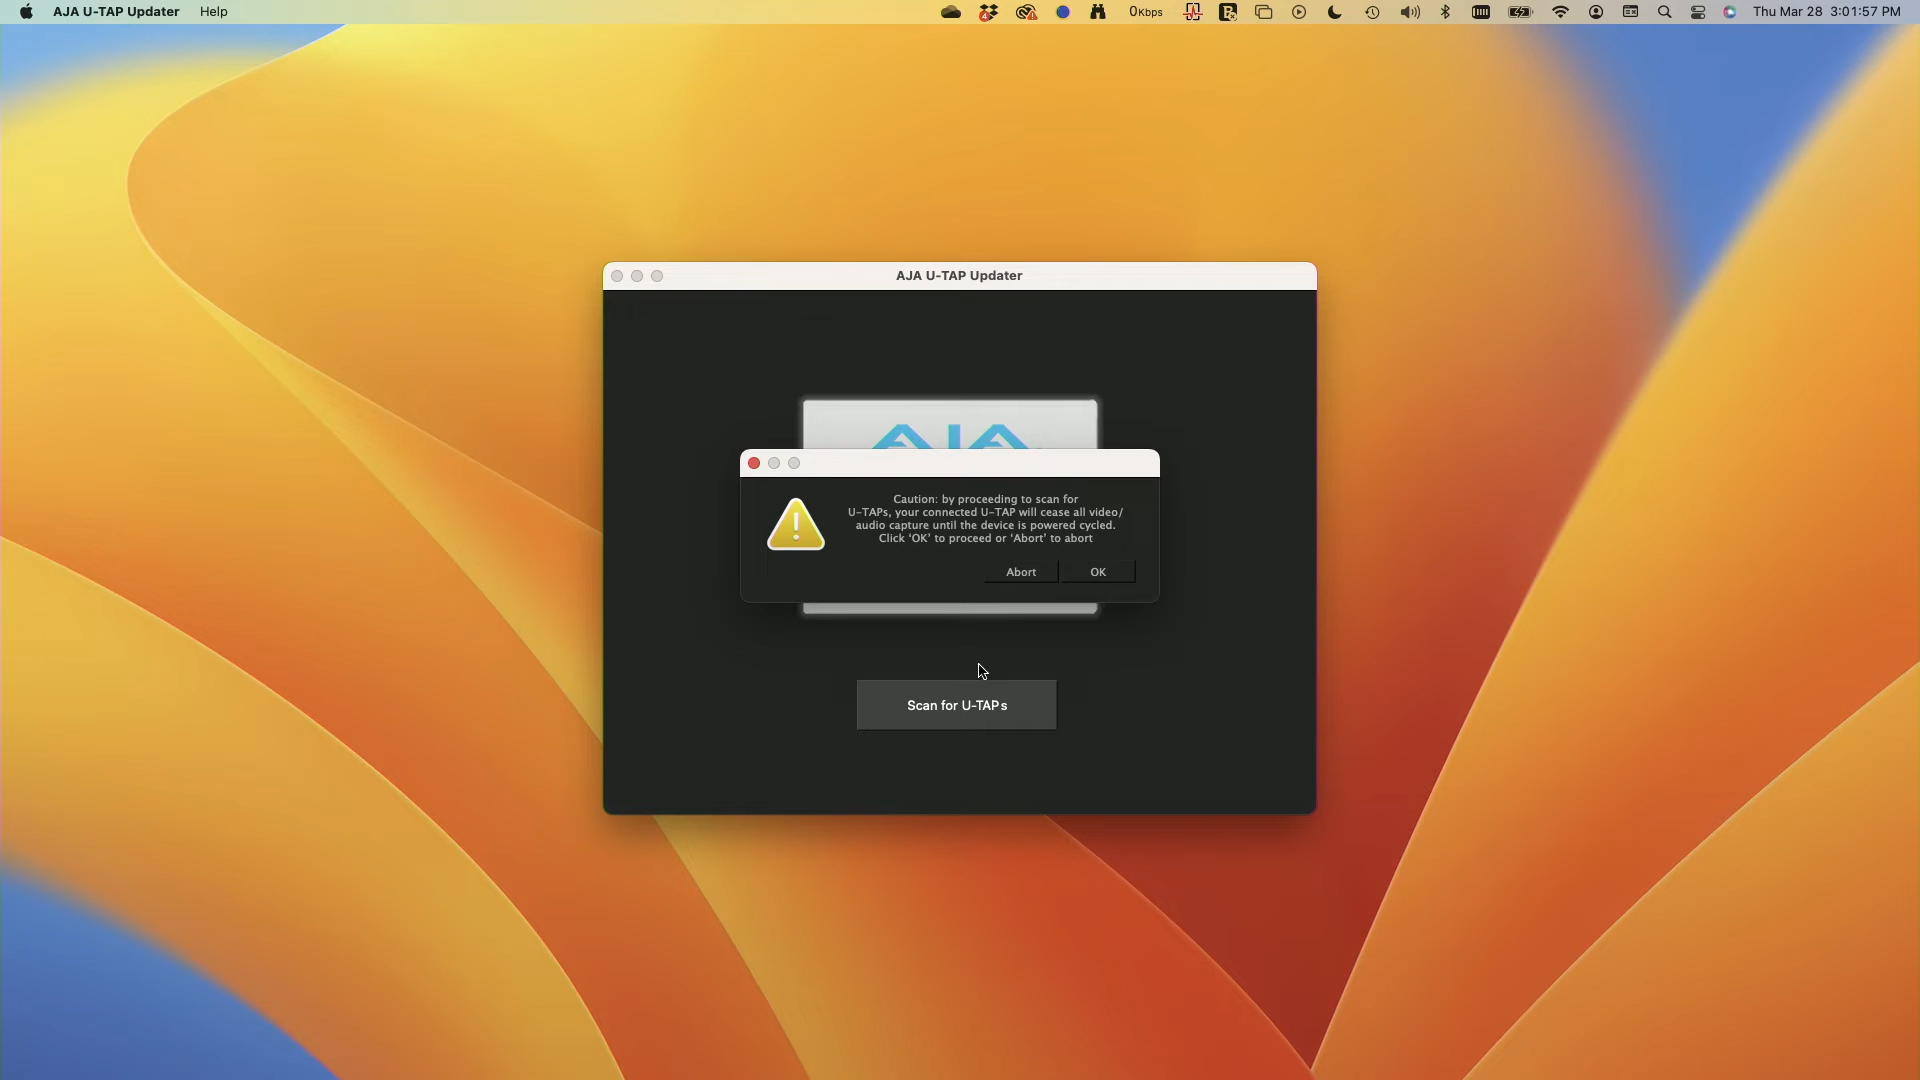 AJA U-TAP Updater Help 4 0Kbps Thu Mar 28 3:01:57 PM
AJA U-TAP Updater
AJA
Caution: by proceeding to scan for
U-TAPs, your connected U-TAP will cease all video/
audio capture until the device is powered cycled.
Click 'OK' to proceed or 'Abort' to abort
Abort OK
Scan for U-TAPs